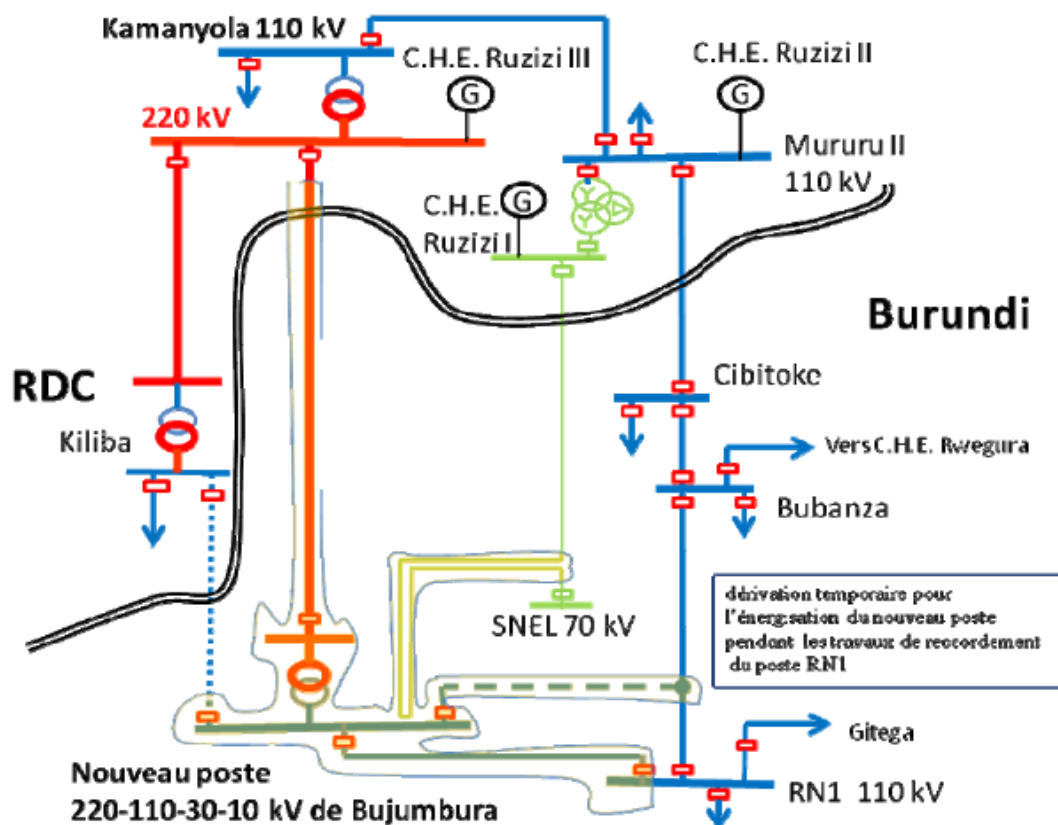 Kamanyola 110 kV
C.H.E. Ruzizi III
G
C.H.E. Ruzizi II
G
220 kV
Mururu II
110 kV
C.H.E.
Ruzizi I
G
Burundi
RDC
Cibitoke
Kiliba
Vers C.H.E. Rwegura
Bubanza
dérivation temporaire pour
l'énergisation du nouveau poste
pendant les travaux de reccordement
du poste RN1
SNEL 70 kV
Gitega
Nouveau poste
220-110-30-10 kV de Bujumbura
RN1 110 kV